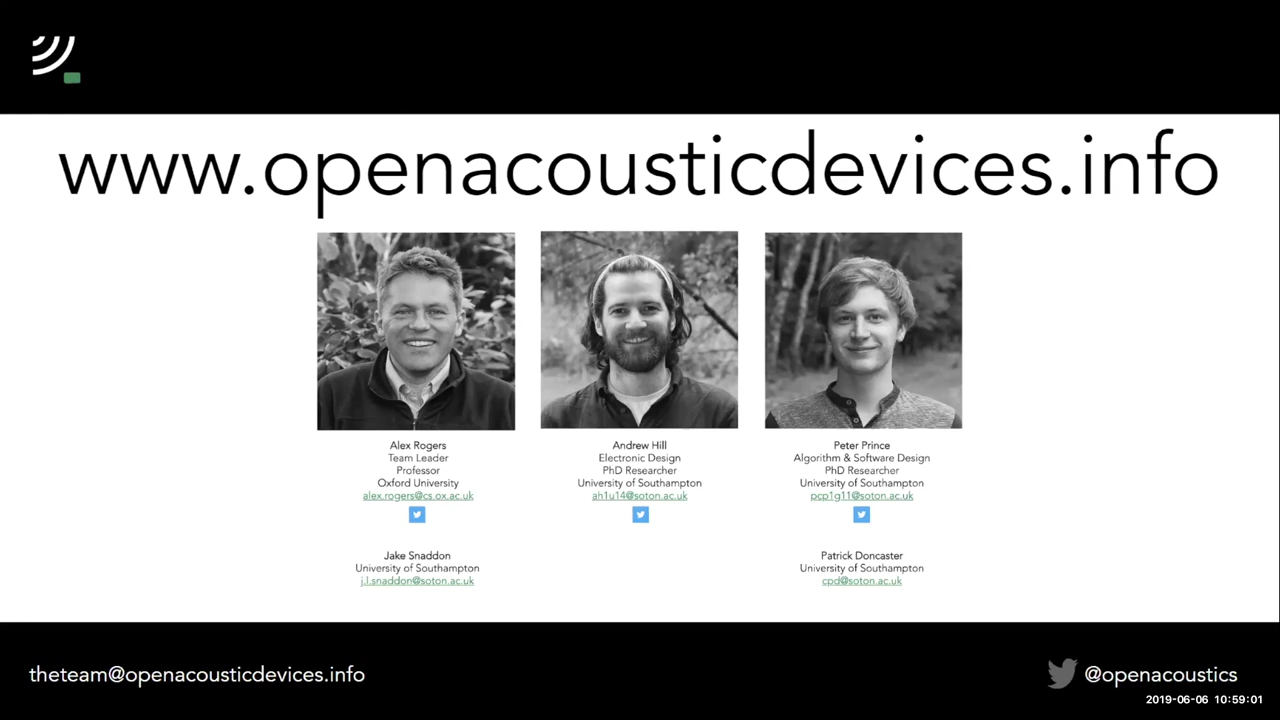 www.openacousticdevices.info
Alex Rogers
Team Leader
Professor
Oxford University
alex.rogers@cs.ox.ac.uk
Andrew Hill
Electronic Design
PhD Researcher
University of Southampton
ah1u14@soton.ac.uk
Peter Prince
Algorithm & Software Design
PhD Researcher
University of Southampton
pcp1g11@soton.ac.uk
Jake Snaddon
University of Southampton
j.l.snaddon@soton.ac.uk
Patrick Doncaster
University of Southampton
cpd@soton.ac.uk
theteam@openacousticdevices.info
@openacoustics
2019-06-06 10:59:01